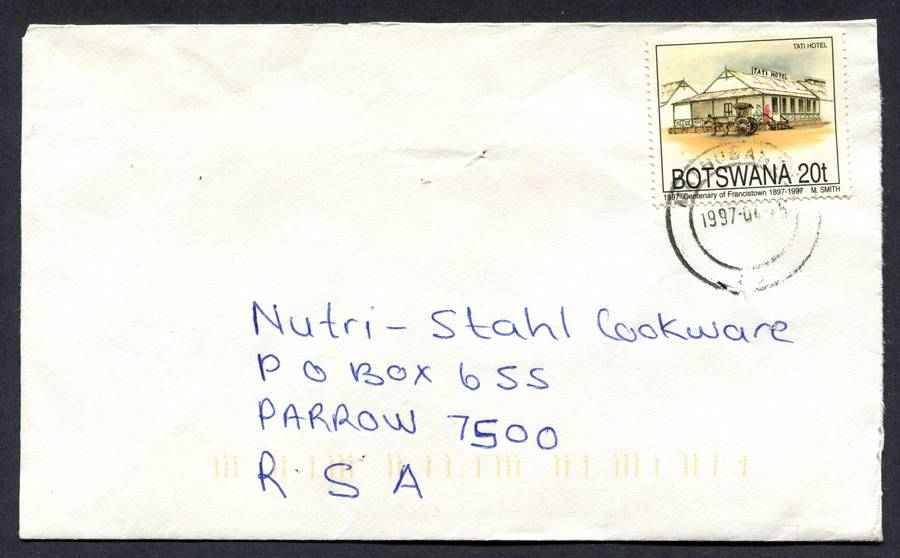 TATI HOTEL
TATI HOTEL
BOTSWANA 20t
1997 Centenary of Francistown 1897-1997 M. SMITH
Nutri-Stahl Cookware
P O BOX 655
PARROW 7500
R S A